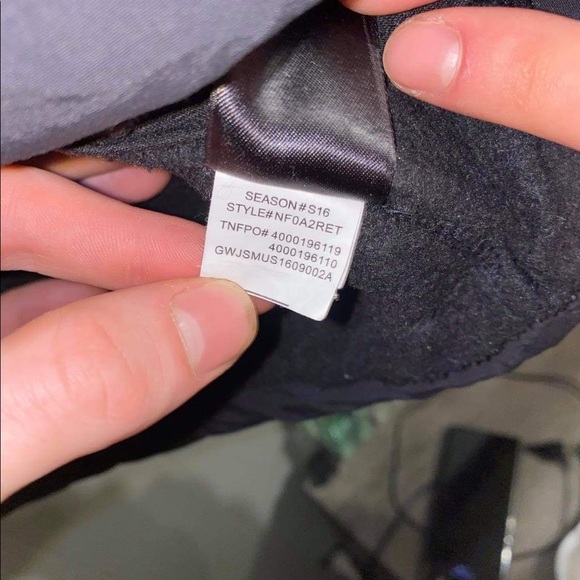 SEASON#S16
STYLE#NF0A2RET
TNFPO# 4000196119
4000196110
GWJSMUS1609002A